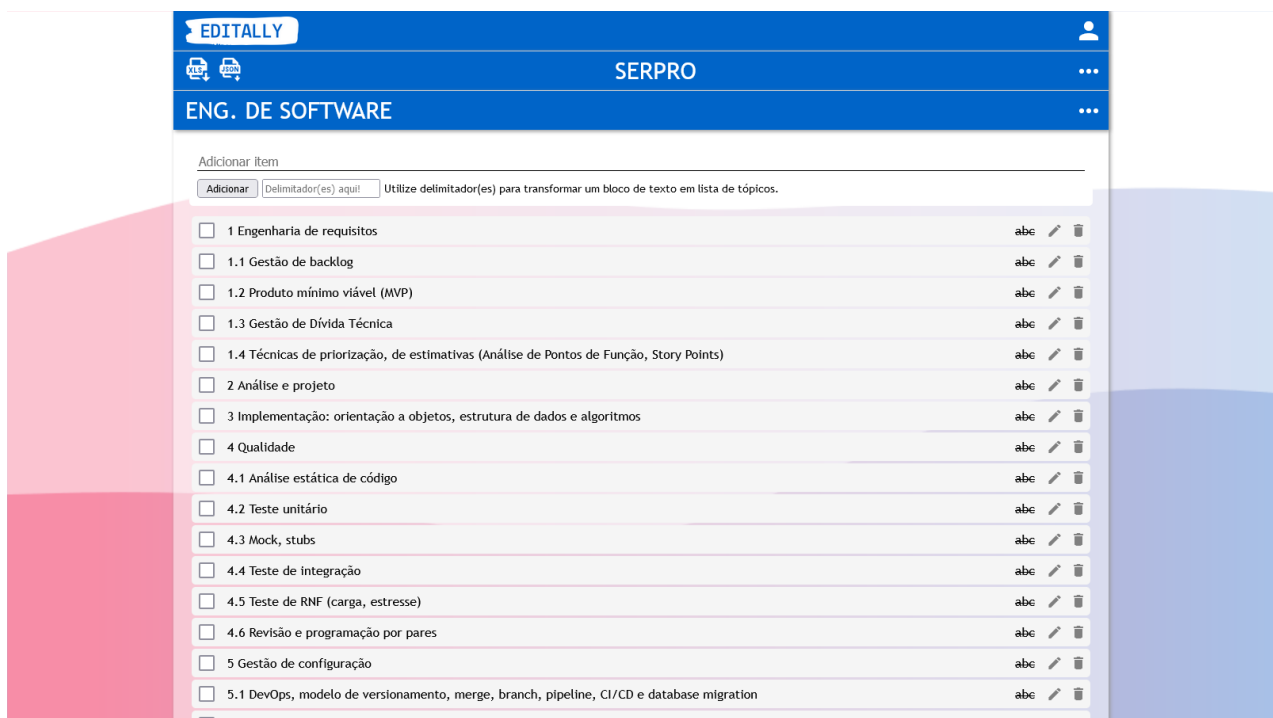 EDITALLY
XLS JSON SERPRO
ENG. DE SOFTWARE
Adicionar item
Adicionar Delimitador(es) aqui! Utilize delimitador(es) para transformar um bloco de texto em lista de tópicos.
1 Engenharia de requisitos abc
1.1 Gestão de backlog abc
1.2 Produto mínimo viável (MVP) abc
1.3 Gestão de Dívida Técnica abc
1.4 Técnicas de priorização, de estimativas (Análise de Pontos de Função, Story Points) abc
2 Análise e projeto abc
3 Implementação: orientação a objetos, estrutura de dados e algoritmos abc
4 Qualidade abc
4.1 Análise estática de código abc
4.2 Teste unitário abc
4.3 Mock, stubs abc
4.4 Teste de integração abc
4.5 Teste de RNF (carga, estresse) abc
4.6 Revisão e programação por pares abc
5 Gestão de configuração abc
5.1 DevOps, modelo de versionamento, merge, branch, pipeline, CI/CD e database migration abc